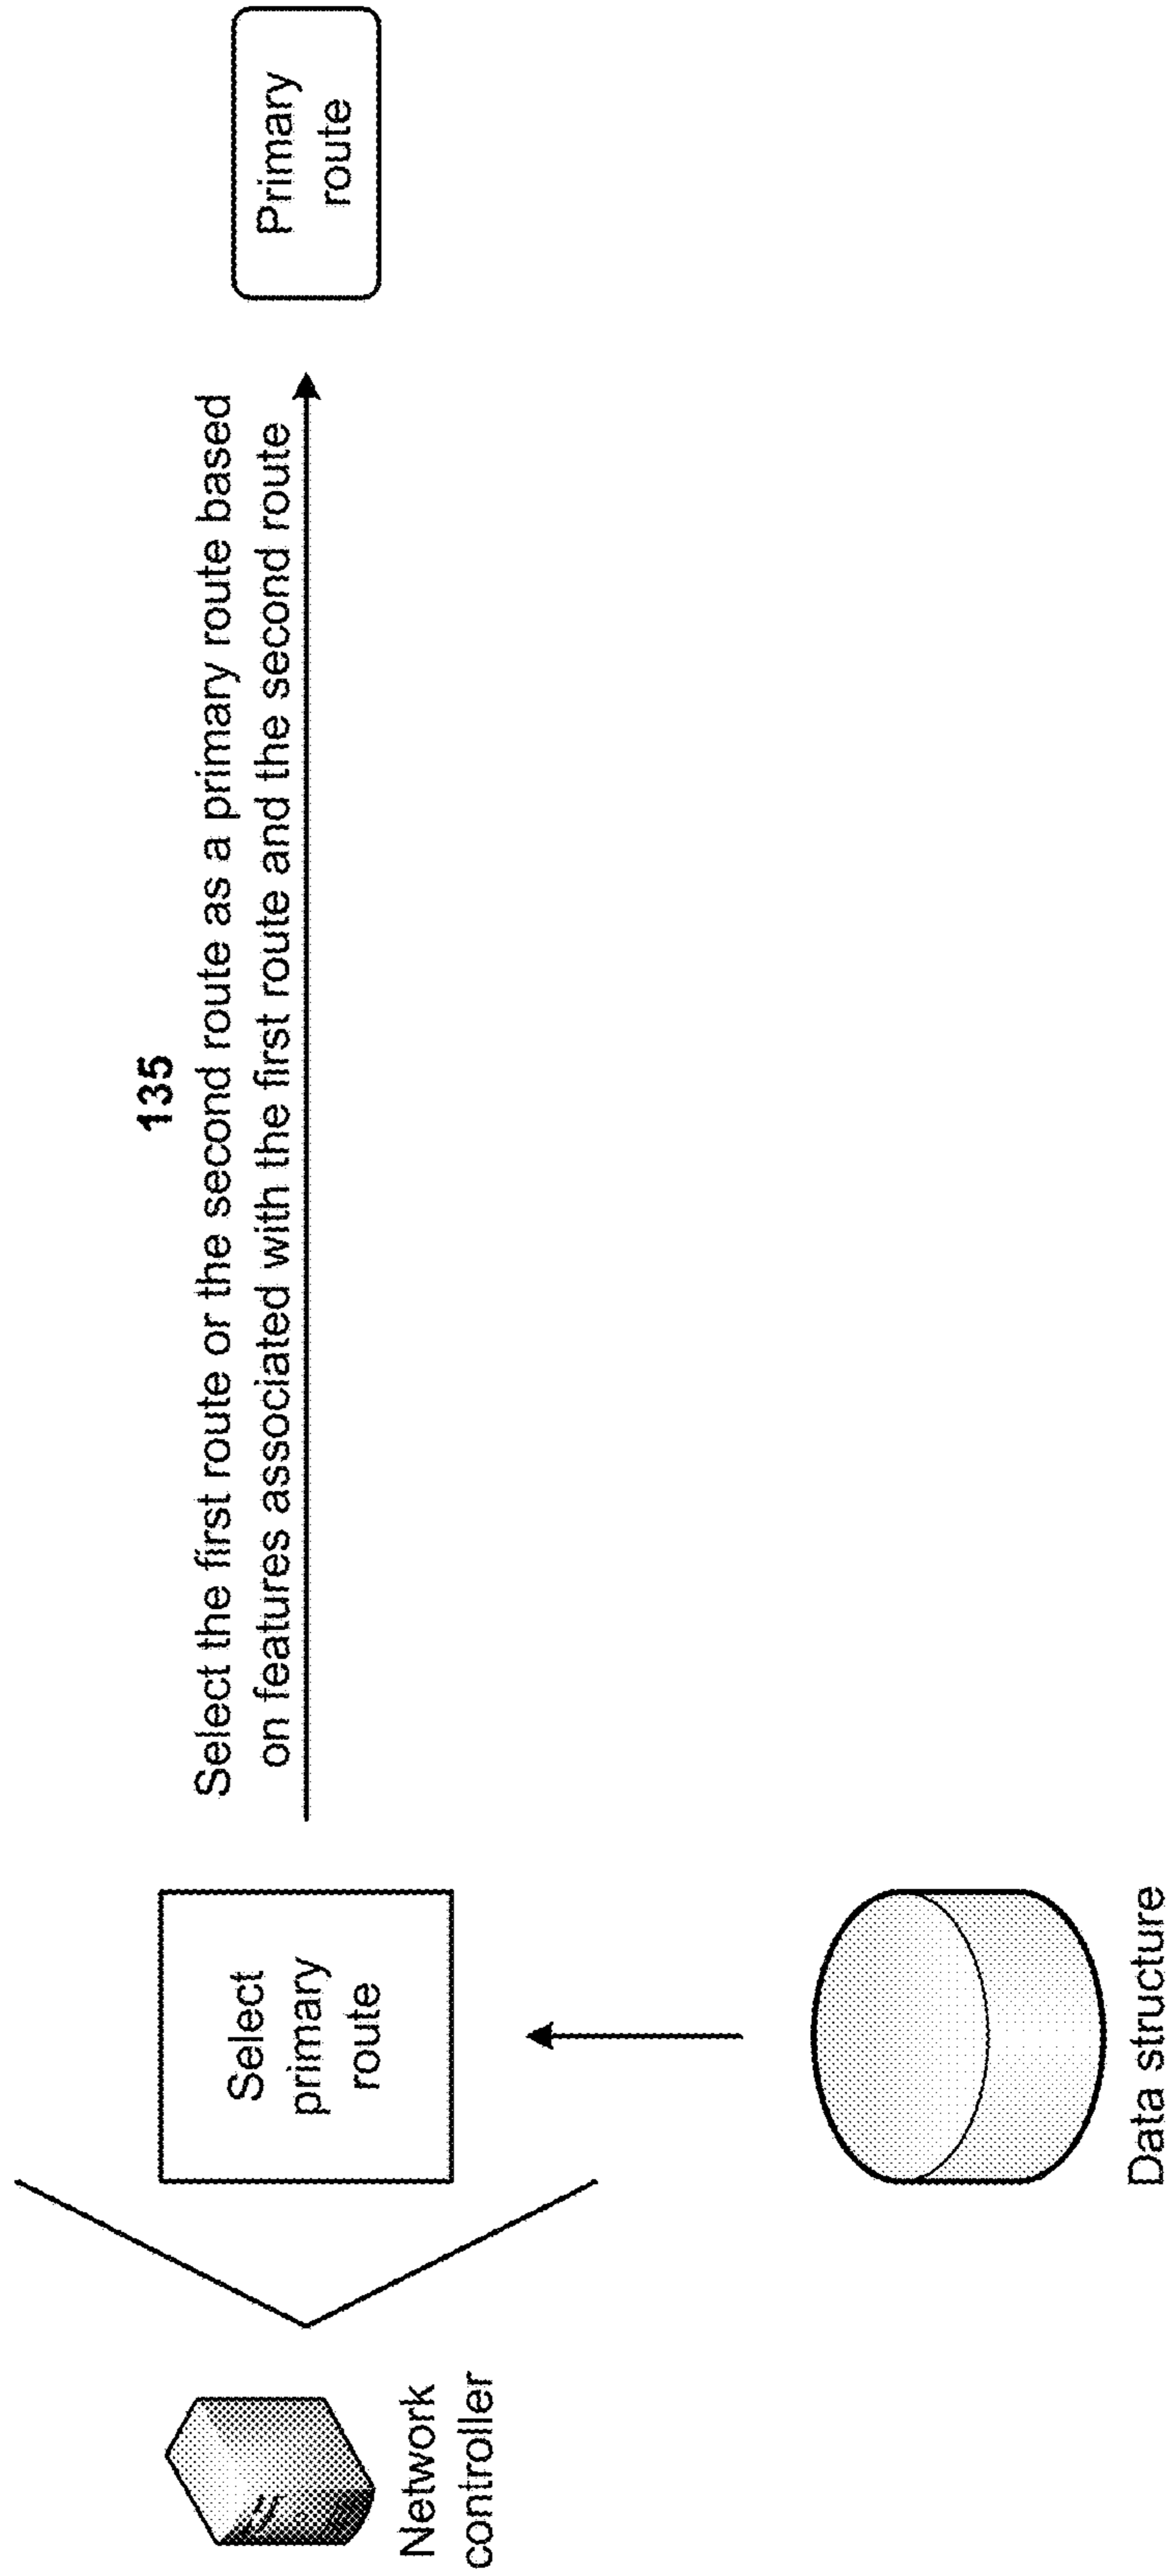 135
Select the first route or the second route as a primary route based
on features associated with the first route and the second route
Network
controller
Select
primary
route
Primary
route
Data structure